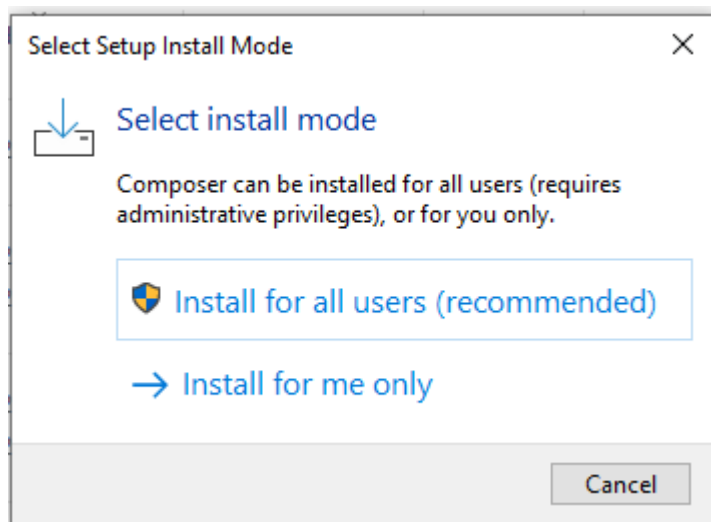 Select Setup Install Mode
Select install mode
Composer can be installed for all users (requires
administrative privileges), or for you only.
Install for all users (recommended)
Install for me only
Cancel